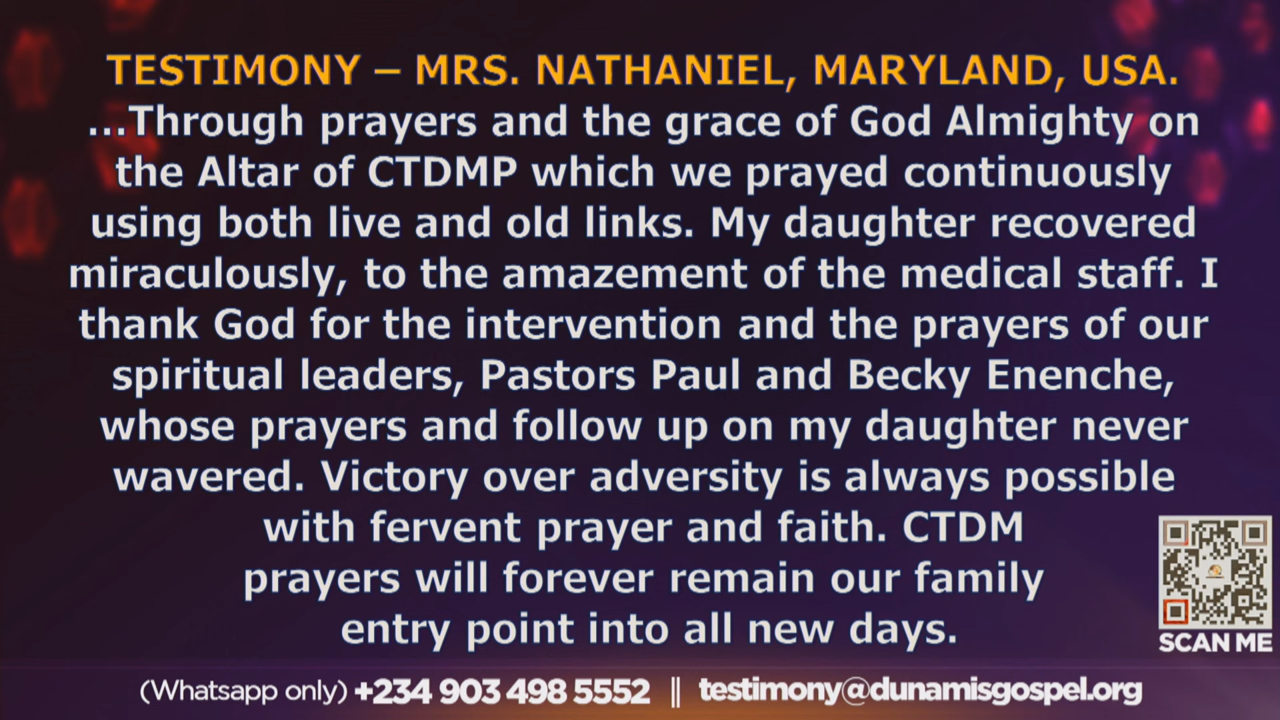 TESTIMONY – MRS. NATHANIEL, MARYLAND, USA.
...Through prayers and the grace of God Almighty on
the Altar of CTDMP which we prayed continuously
using both live and old links. My daughter recovered
miraculously, to the amazement of the medical staff. I
thank God for the intervention and the prayers of our
spiritual leaders, Pastors Paul and Becky Enenche,
whose prayers and follow up on my daughter never
wavered. Victory over adversity is always possible
with fervent prayer and faith. CTDM
prayers will forever remain our family
entry point into all new days.
SCAN ME
(Whatsapp only) +234 903 498 5552 || testimony@dunamisgospel.org